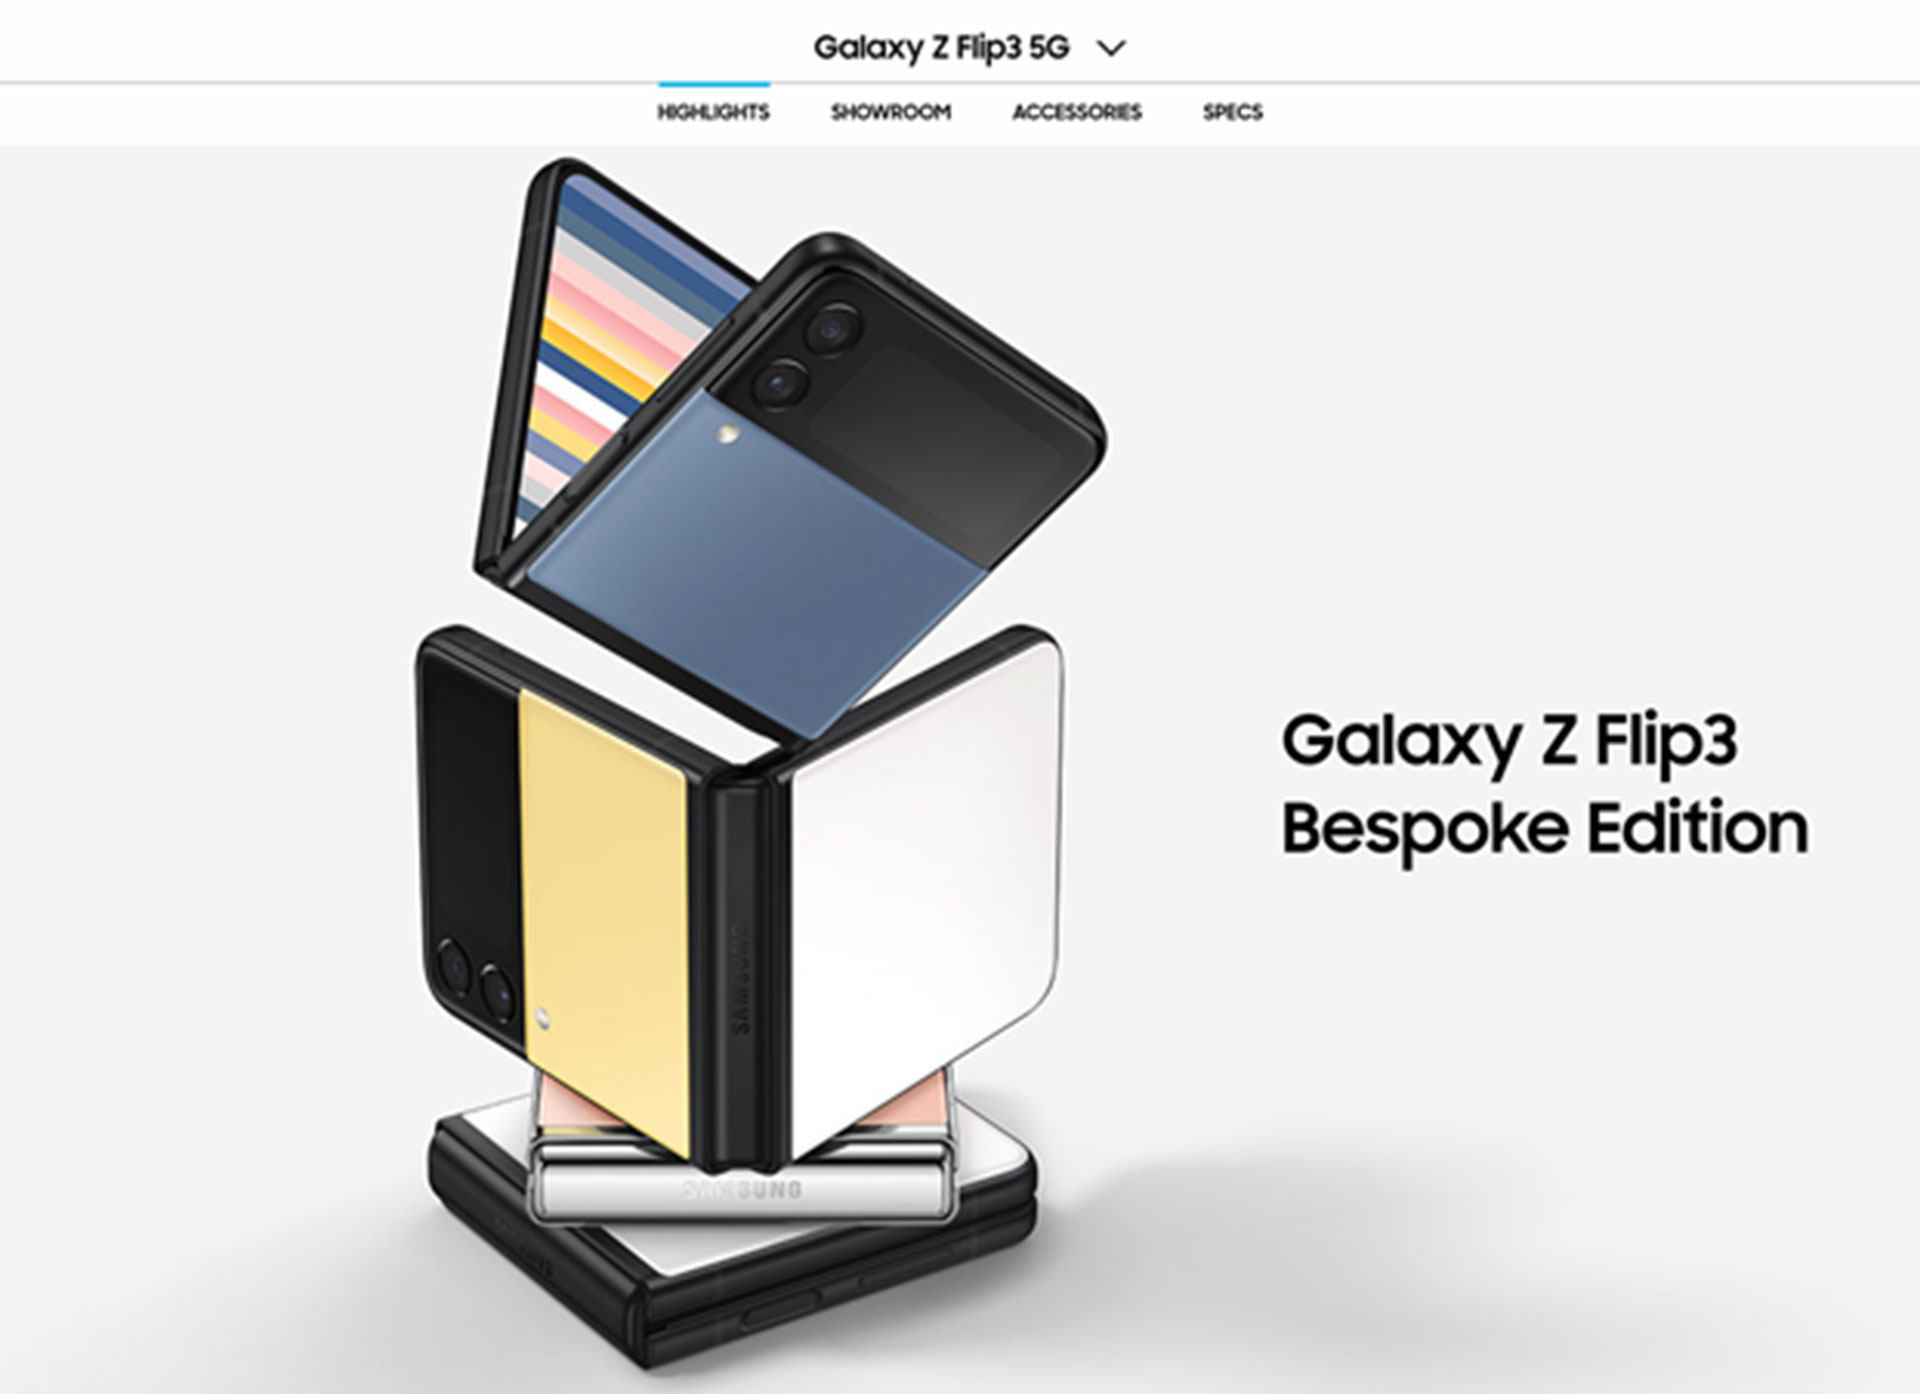 Galaxy Z Flip3 5G
HIGHLIGHTS SHOWROOM ACCESSORIES SPECS
Galaxy Z Flip3
Bespoke Edition
SAMSUNG
SAMSUNG